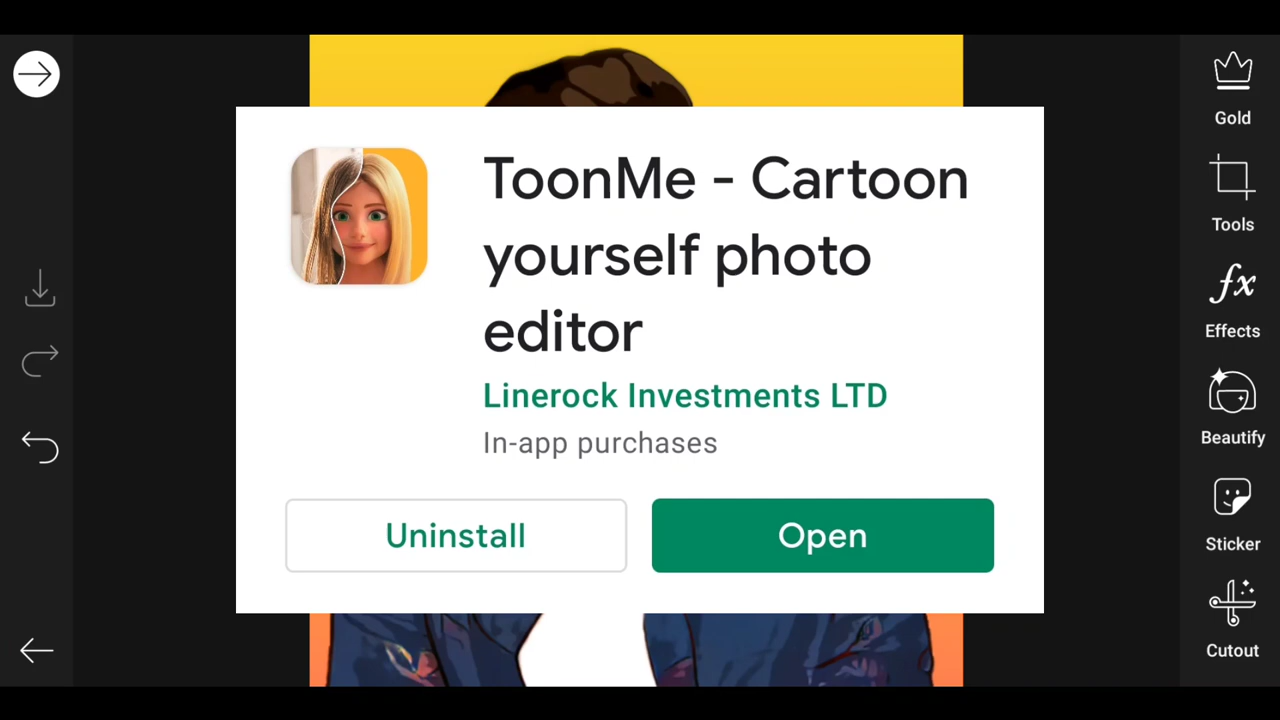 ToonMe - Cartoon
yourself photo
editor
Linerock Investments LTD
In-app purchases
Uninstall
Open
Gold
Tools
fx
Effects
Beautify
Sticker
Cutout